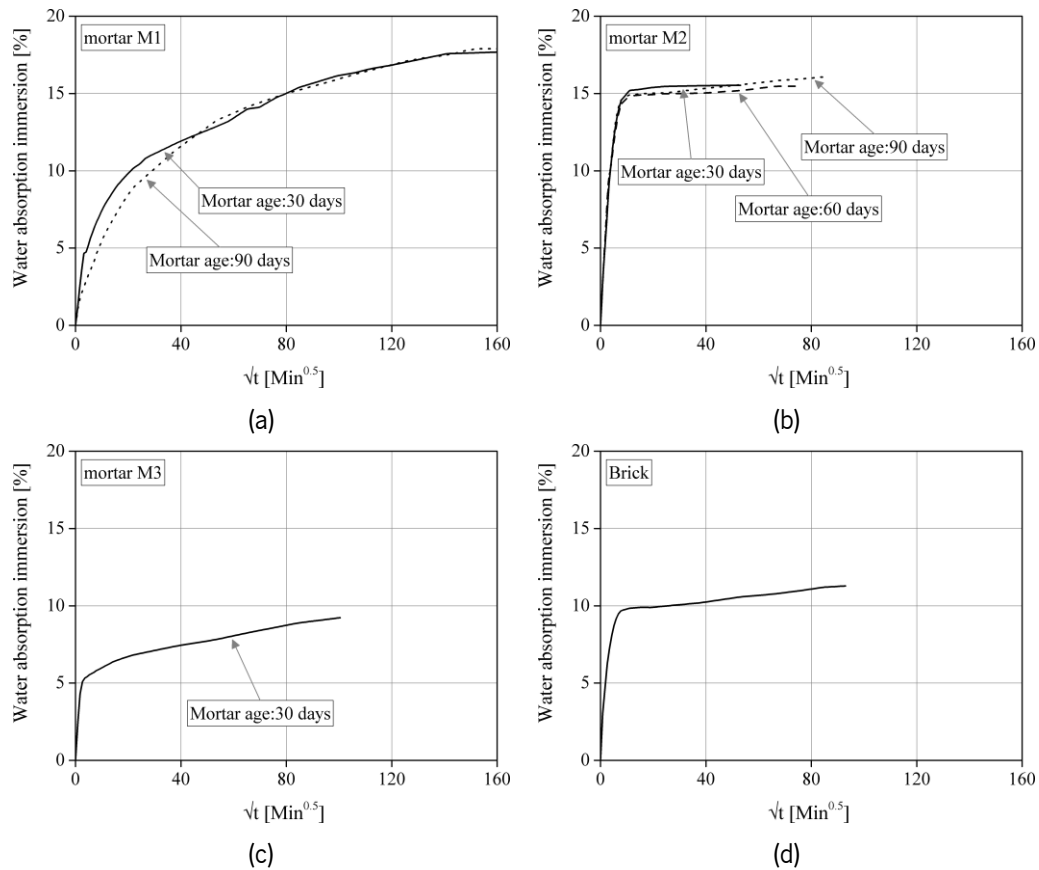 mortar M1
Water absorption immersion [%]
20
15
10
5
0
Mortar age:30 days
Mortar age:90 days
0 40 80 120 160
√t [Min^0.5]
(a)
mortar M2
Water absorption immersion [%]
20
15
10
5
0
Mortar age:90 days
Mortar age:30 days
Mortar age:60 days
0 40 80 120 160
√t [Min^0.5]
(b)
mortar M3
Water absorption immersion [%]
20
15
10
5
0
Mortar age:30 days
0 40 80 120 160
√t [Min^0.5]
(c)
Brick
Water absorption immersion [%]
20
15
10
5
0
0 40 80 120 160
√t [Min^0.5]
(d)